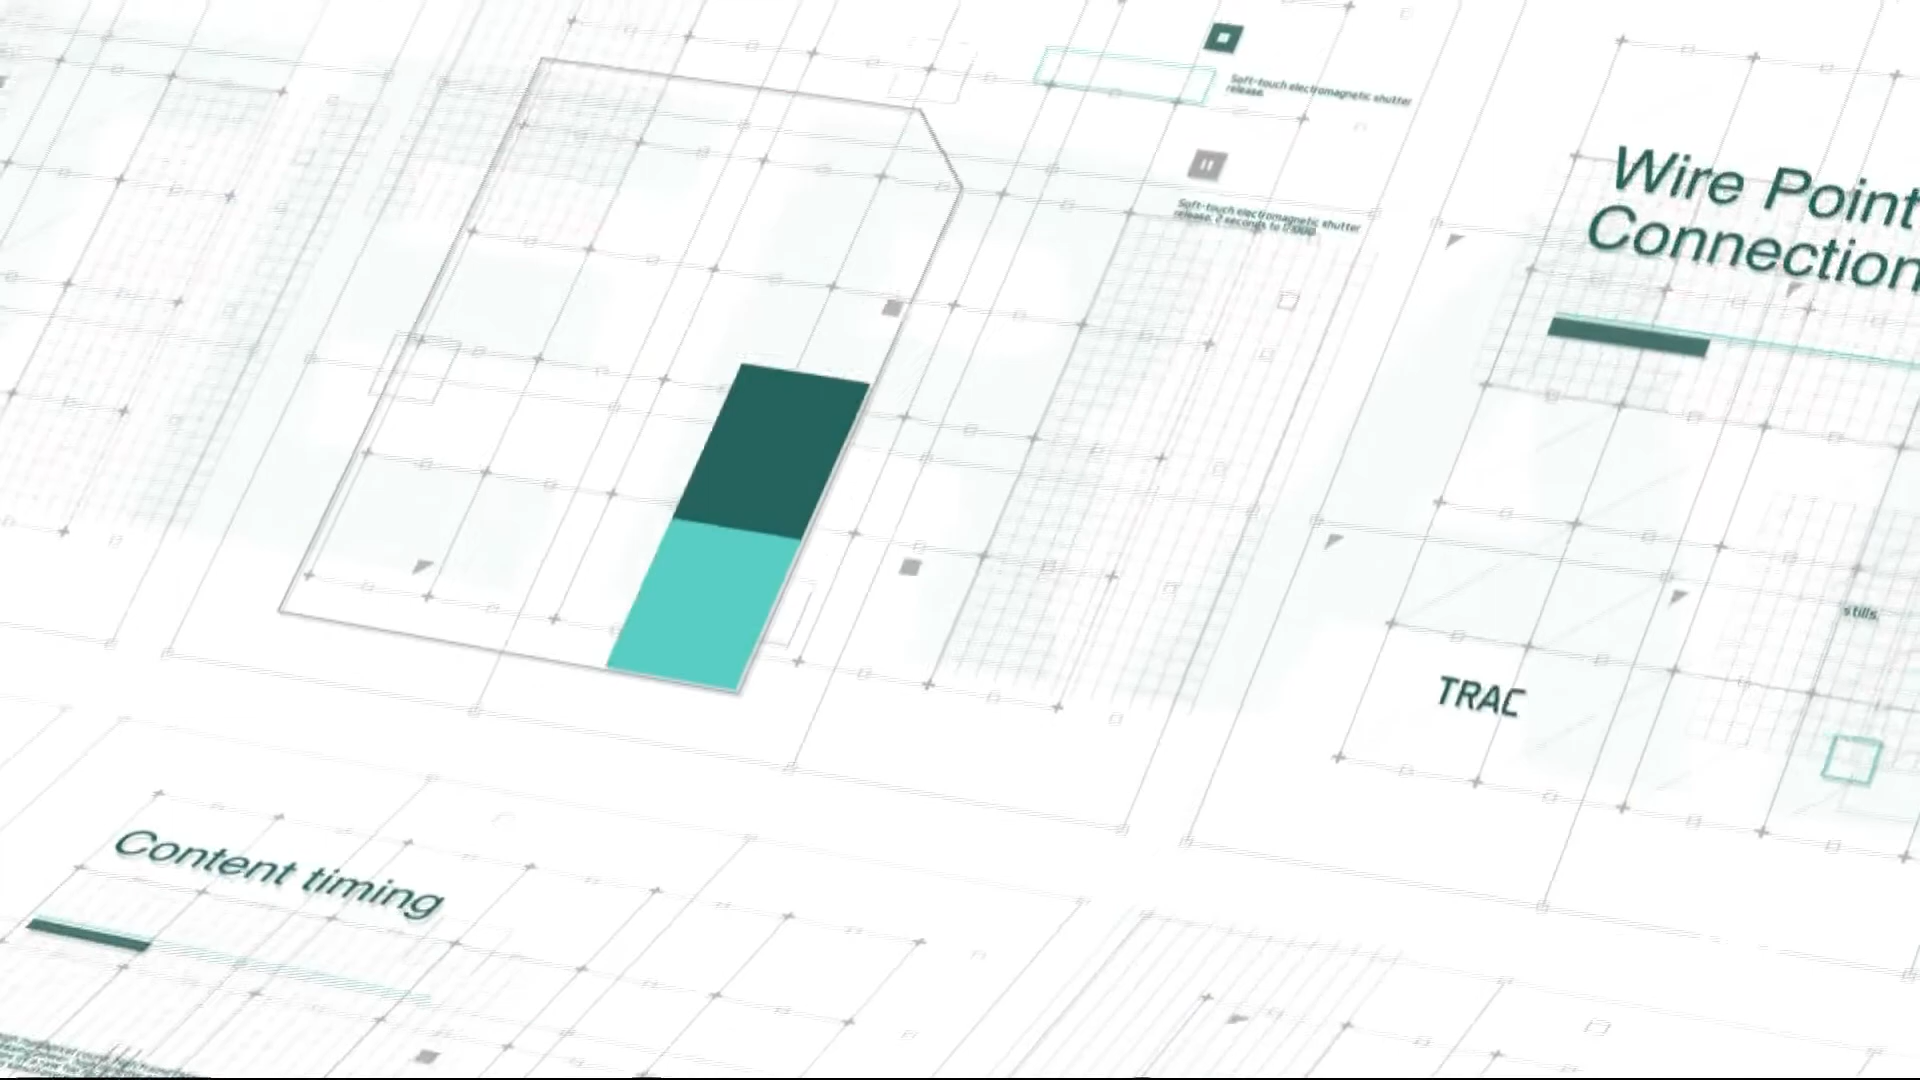 Soft-touch electromagnetic shutter
release.
Soft-touch electromagnetic shutter
release, 2 seconds to 1/1000.
Wire Point
Connection
stills.
TRAC
Content timing